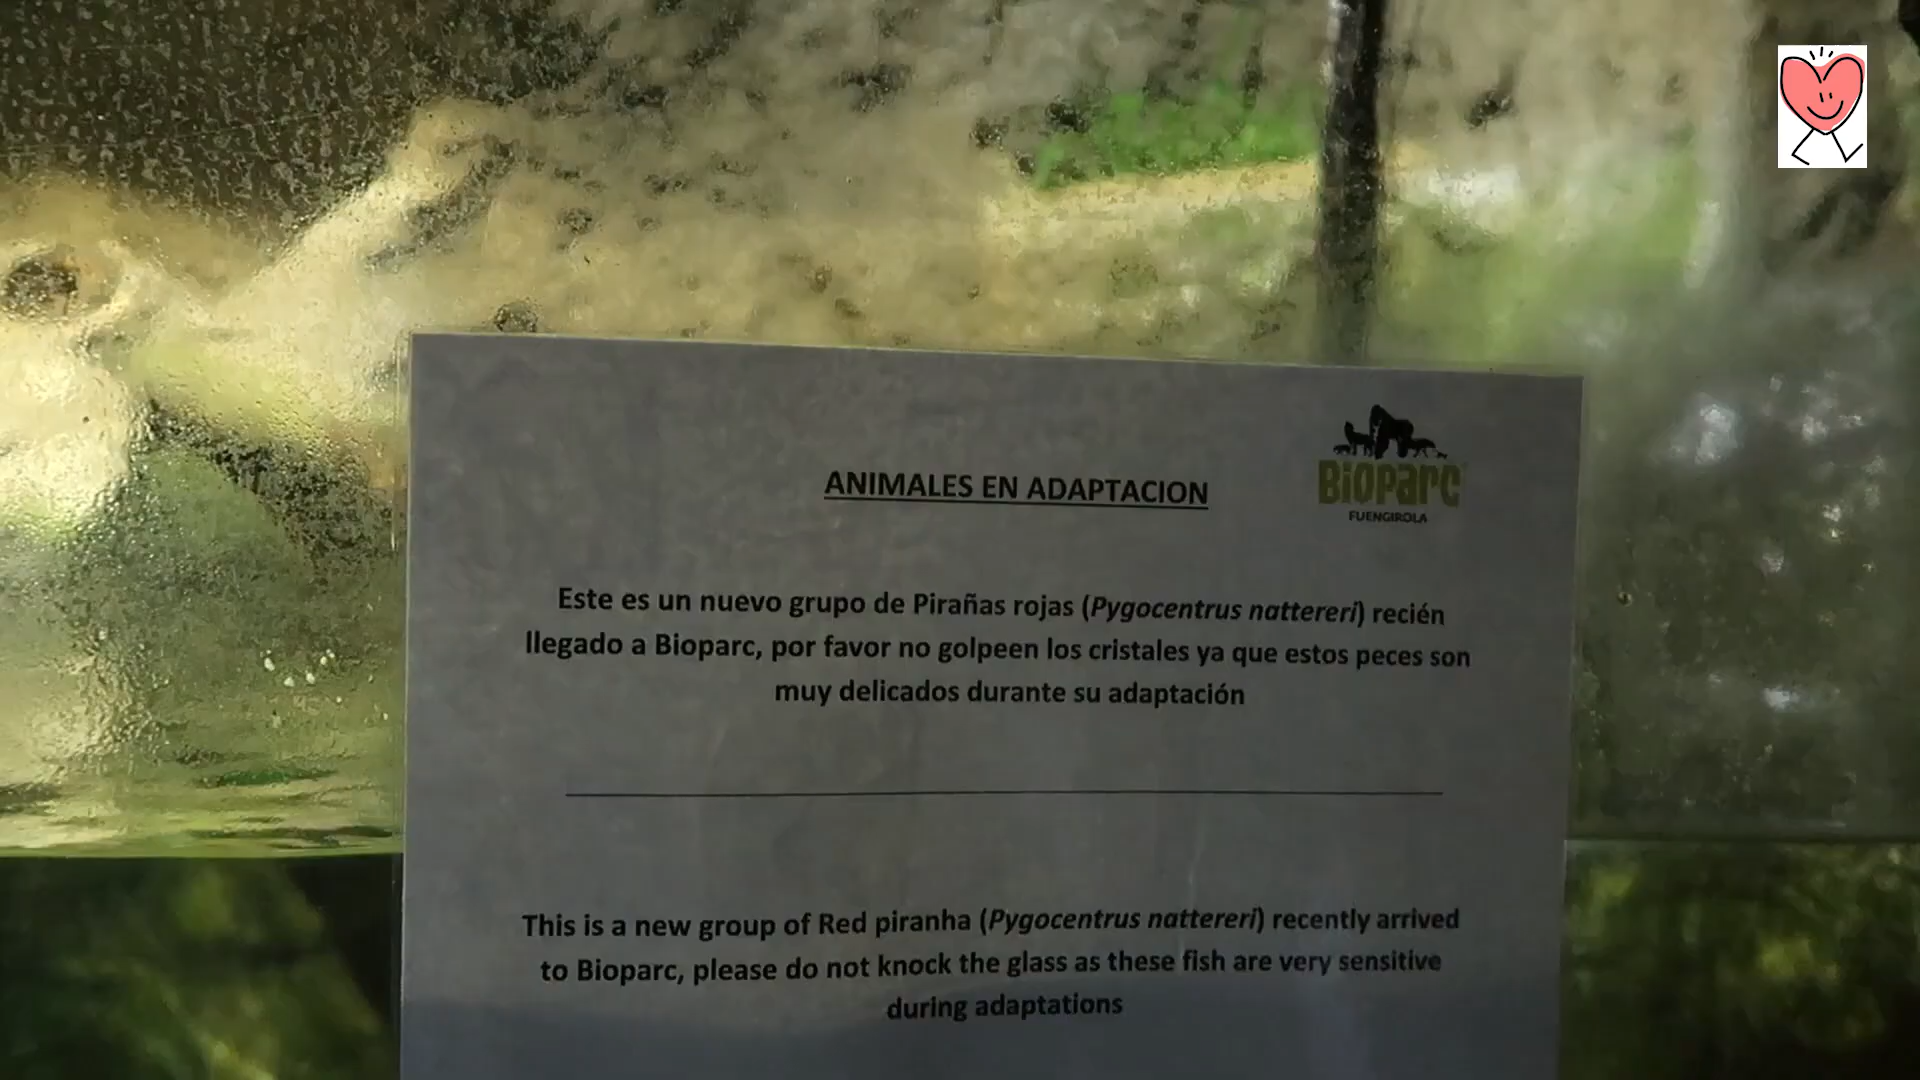 Bioparc
FUENGIROLA
ANIMALES EN ADAPTACION
Este es un nuevo grupo de Pirañas rojas (Pygocentrus nattereri) recién
llegado a Bioparc, por favor no golpeen los cristales ya que estos peces son
muy delicados durante su adaptación
This is a new group of Red piranha (Pygocentrus nattereri) recently arrived
to Bioparc, please do not knock the glass as these fish are very sensitive
during adaptations